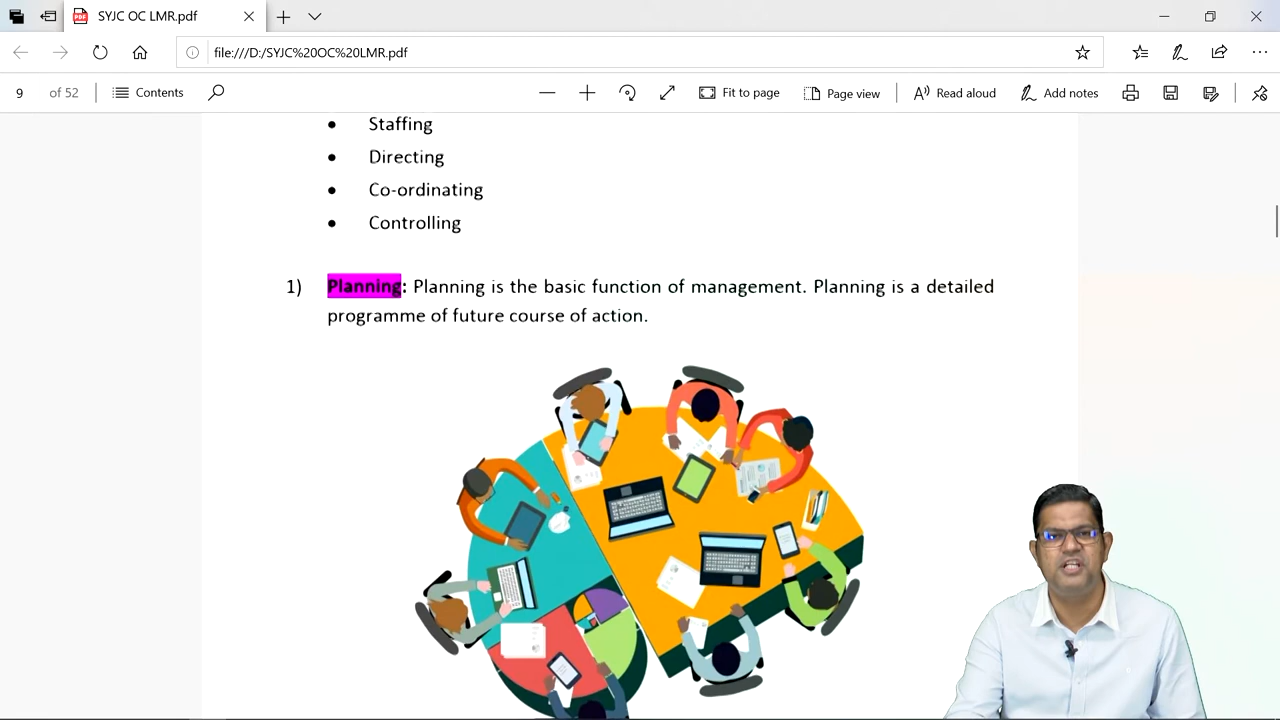 SYJC OC LMR.pdf
file:///D:/SYJC%20OC%20LMR.pdf
9 of 52 Contents Fit to page Page view Read aloud Add notes
• Staffing
• Directing
• Co-ordinating
• Controlling
1) Planning: Planning is the basic function of management. Planning is a detailed
programme of future course of action.